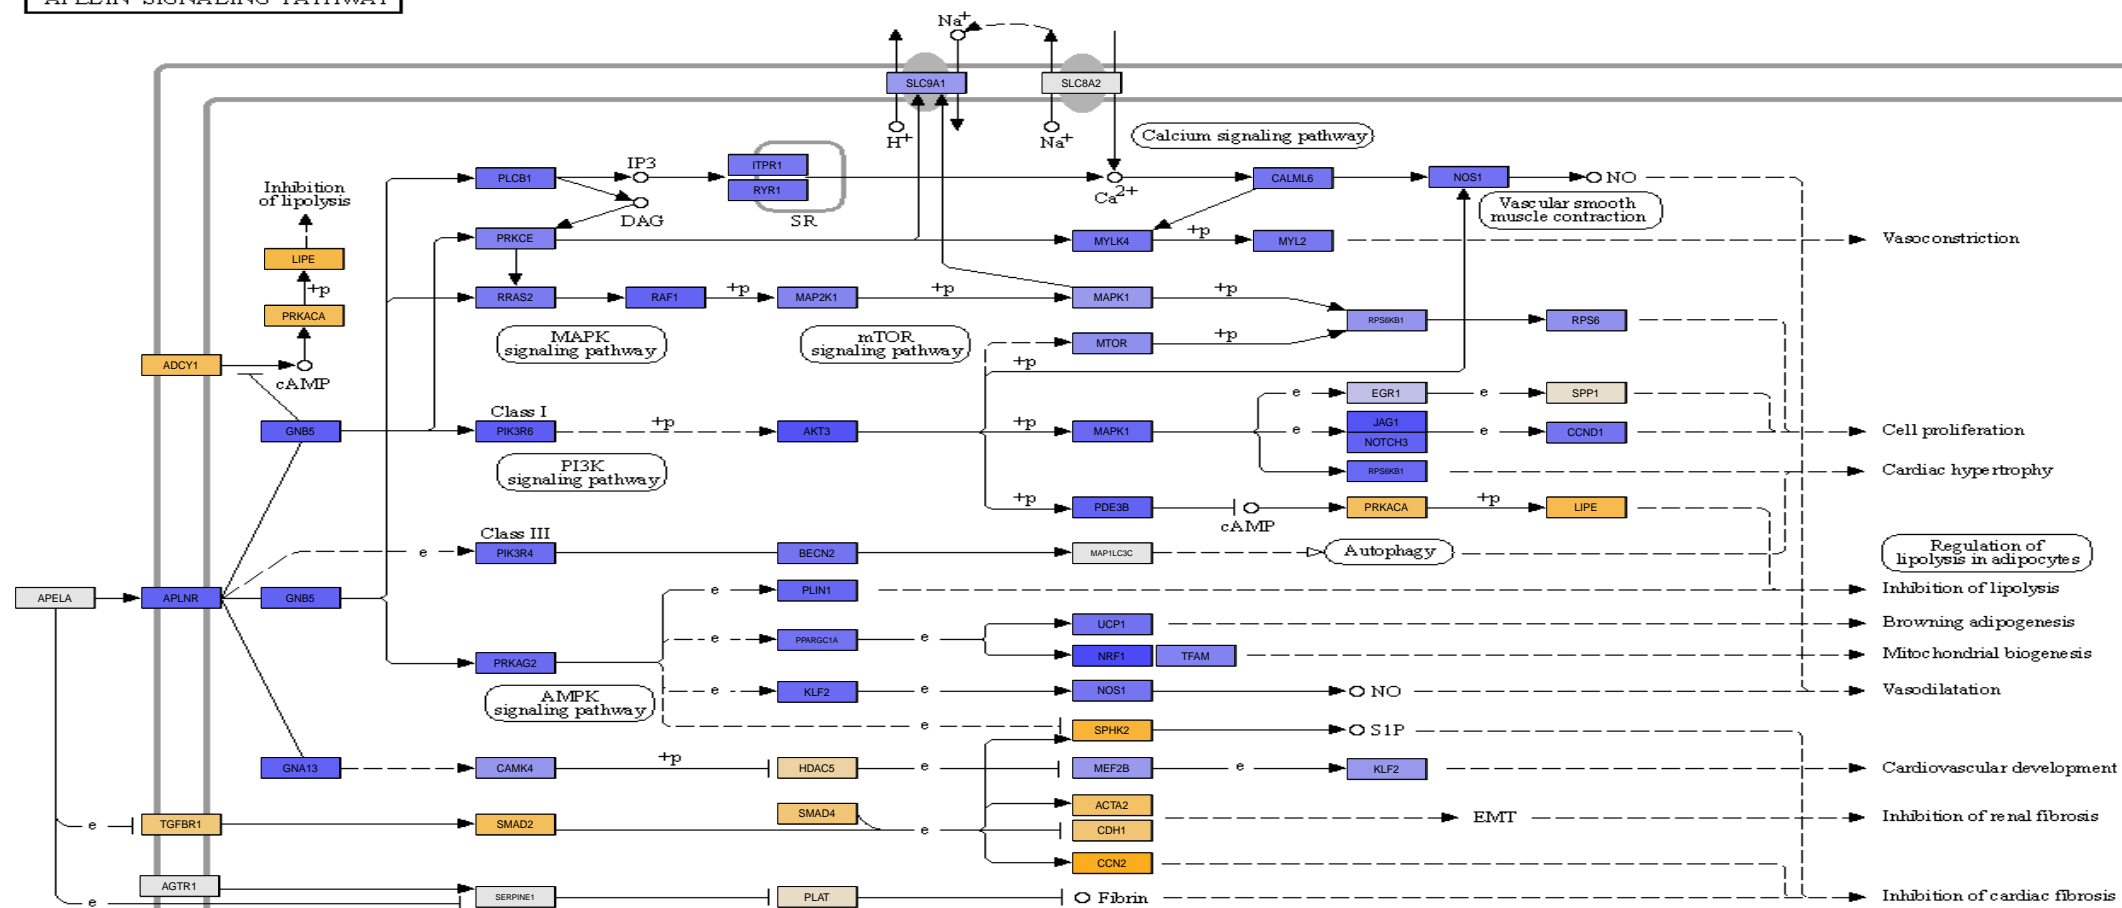 APELIN SIGNALING PATHWAY
Na+
SLC9A1
SLC8A2
H+
Na+
Calcium signaling pathway
IP3
ITPR1
PLCB1
RYR1
CALML6
NOS1
NO
Ca2+
Inhibition
of lipolysis
DAG
SR
Vascular smooth
muscle contraction
PRKCE
MYLK4
+p
MYL2
Vasoconstriction
LIPE
+p
RRAS2
RAF1
+p
MAP2K1
+p
MAPK1
+p
PRKACA
RPS6KB1
RPS6
MAPK
signaling pathway
mTOR
signaling pathway
MTOR
+p
ADCY1
+p
cAMP
EGR1
e
e
SPP1
Class I
GNB5
PIK3R6
+p
AKT3
+p
MAPK1
e
JAG1
NOTCH3
e
CCND1
Cell proliferation
PI3K
signaling pathway
RPS6KB1
Cardiac hypertrophy
+p
PDE3B
cAMP
PRKACA
+p
LIPE
Class III
e
PIK3R4
BECN2
MAP1LC3C
Autophagy
Regulation of
lipolysis in adipocytes
APELA
APLNR
GNB5
e
PLIN1
Inhibition of lipolysis
e
PPARGC1A
e
UCP1
Browning adipogenesis
PRKAG2
NRF1
TFAM
Mitochondrial biogenesis
AMPK
signaling pathway
e
KLF2
e
NOS1
NO
Vasodilatation
e
SPHK2
S1P
GNA13
CAMK4
+p
HDAC5
e
MEF2B
e
KLF2
Cardiovascular development
ACTA2
e
TGFBR1
SMAD2
SMAD4
e
CDH1
EMT
Inhibition of renal fibrosis
CCN2
AGTR1
e
SERPINE1
PLAT
Fibrin
Inhibition of cardiac fibrosis